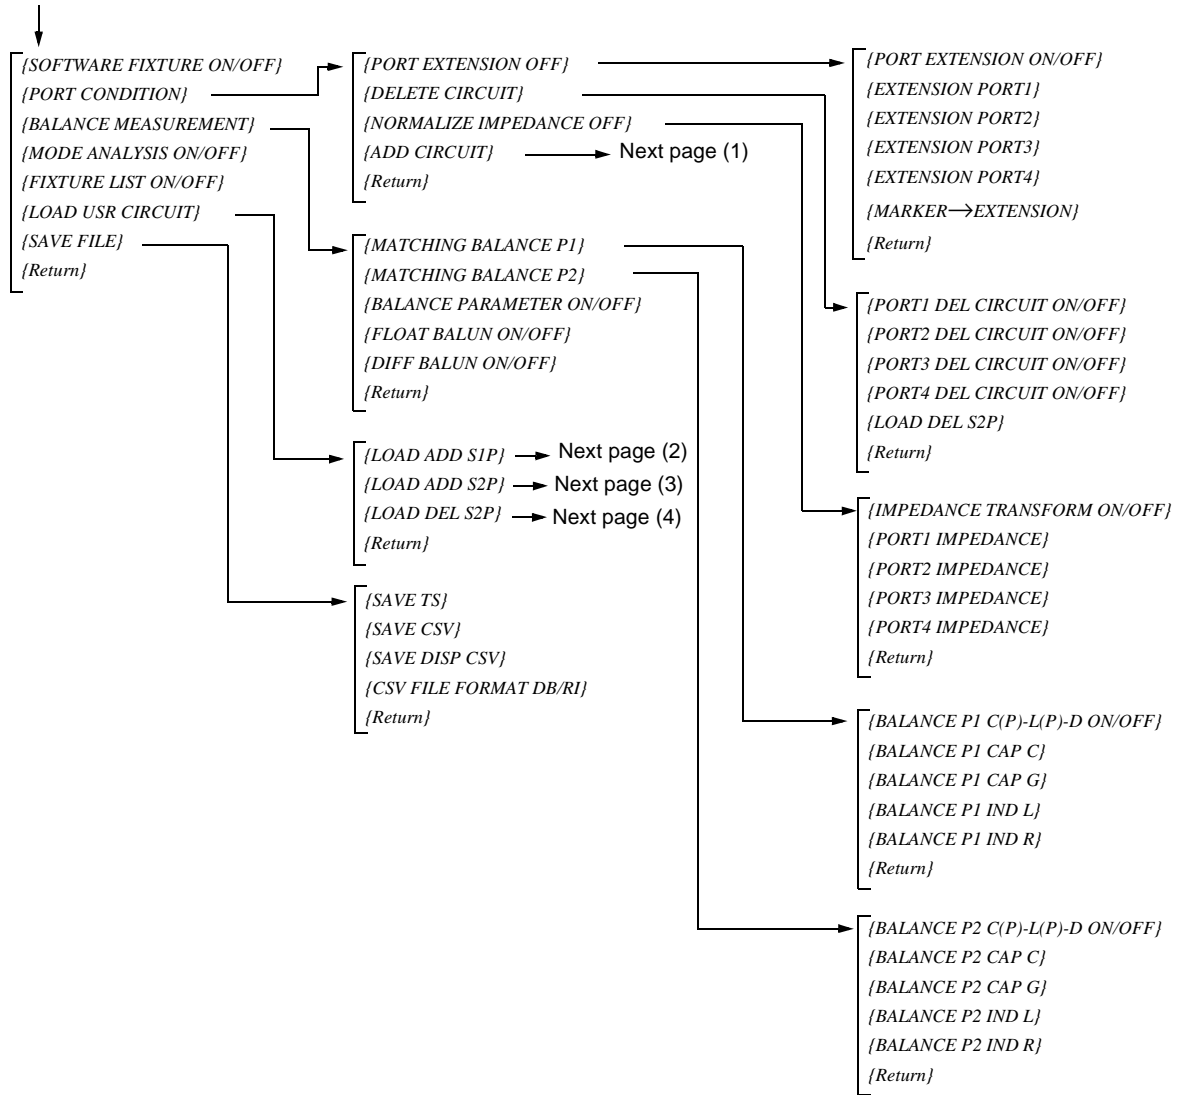 {SOFTWARE FIXTURE ON/OFF}
{PORT CONDITION}
{BALANCE MEASUREMENT}
{MODE ANALYSIS ON/OFF}
{FIXTURE LIST ON/OFF}
{LOAD USR CIRCUIT}
{SAVE FILE}
{Return}
{PORT EXTENSION OFF}
{DELETE CIRCUIT}
{NORMALIZE IMPEDANCE OFF}
{ADD CIRCUIT} Next page (1)
{Return}
{MATCHING BALANCE P1}
{MATCHING BALANCE P2}
{BALANCE PARAMETER ON/OFF}
{FLOAT BALUN ON/OFF}
{DIFF BALUN ON/OFF}
{Return}
{LOAD ADD S1P} Next page (2)
{LOAD ADD S2P} Next page (3)
{LOAD DEL S2P} Next page (4)
{Return}
{SAVE TS}
{SAVE CSV}
{SAVE DISP CSV}
{CSV FILE FORMAT DB/RI}
{Return}
{PORT EXTENSION ON/OFF}
{EXTENSION PORT1}
{EXTENSION PORT2}
{EXTENSION PORT3}
{EXTENSION PORT4}
{MARKER→EXTENSION}
{Return}
{PORT1 DEL CIRCUIT ON/OFF}
{PORT2 DEL CIRCUIT ON/OFF}
{PORT3 DEL CIRCUIT ON/OFF}
{PORT4 DEL CIRCUIT ON/OFF}
{LOAD DEL S2P}
{Return}
{IMPEDANCE TRANSFORM ON/OFF}
{PORT1 IMPEDANCE}
{PORT2 IMPEDANCE}
{PORT3 IMPEDANCE}
{PORT4 IMPEDANCE}
{Return}
{BALANCE P1 C(P)-L(P)-D ON/OFF}
{BALANCE P1 CAP C}
{BALANCE P1 CAP G}
{BALANCE P1 IND L}
{BALANCE P1 IND R}
{Return}
{BALANCE P2 C(P)-L(P)-D ON/OFF}
{BALANCE P2 CAP C}
{BALANCE P2 CAP G}
{BALANCE P2 IND L}
{BALANCE P2 IND R}
{Return}